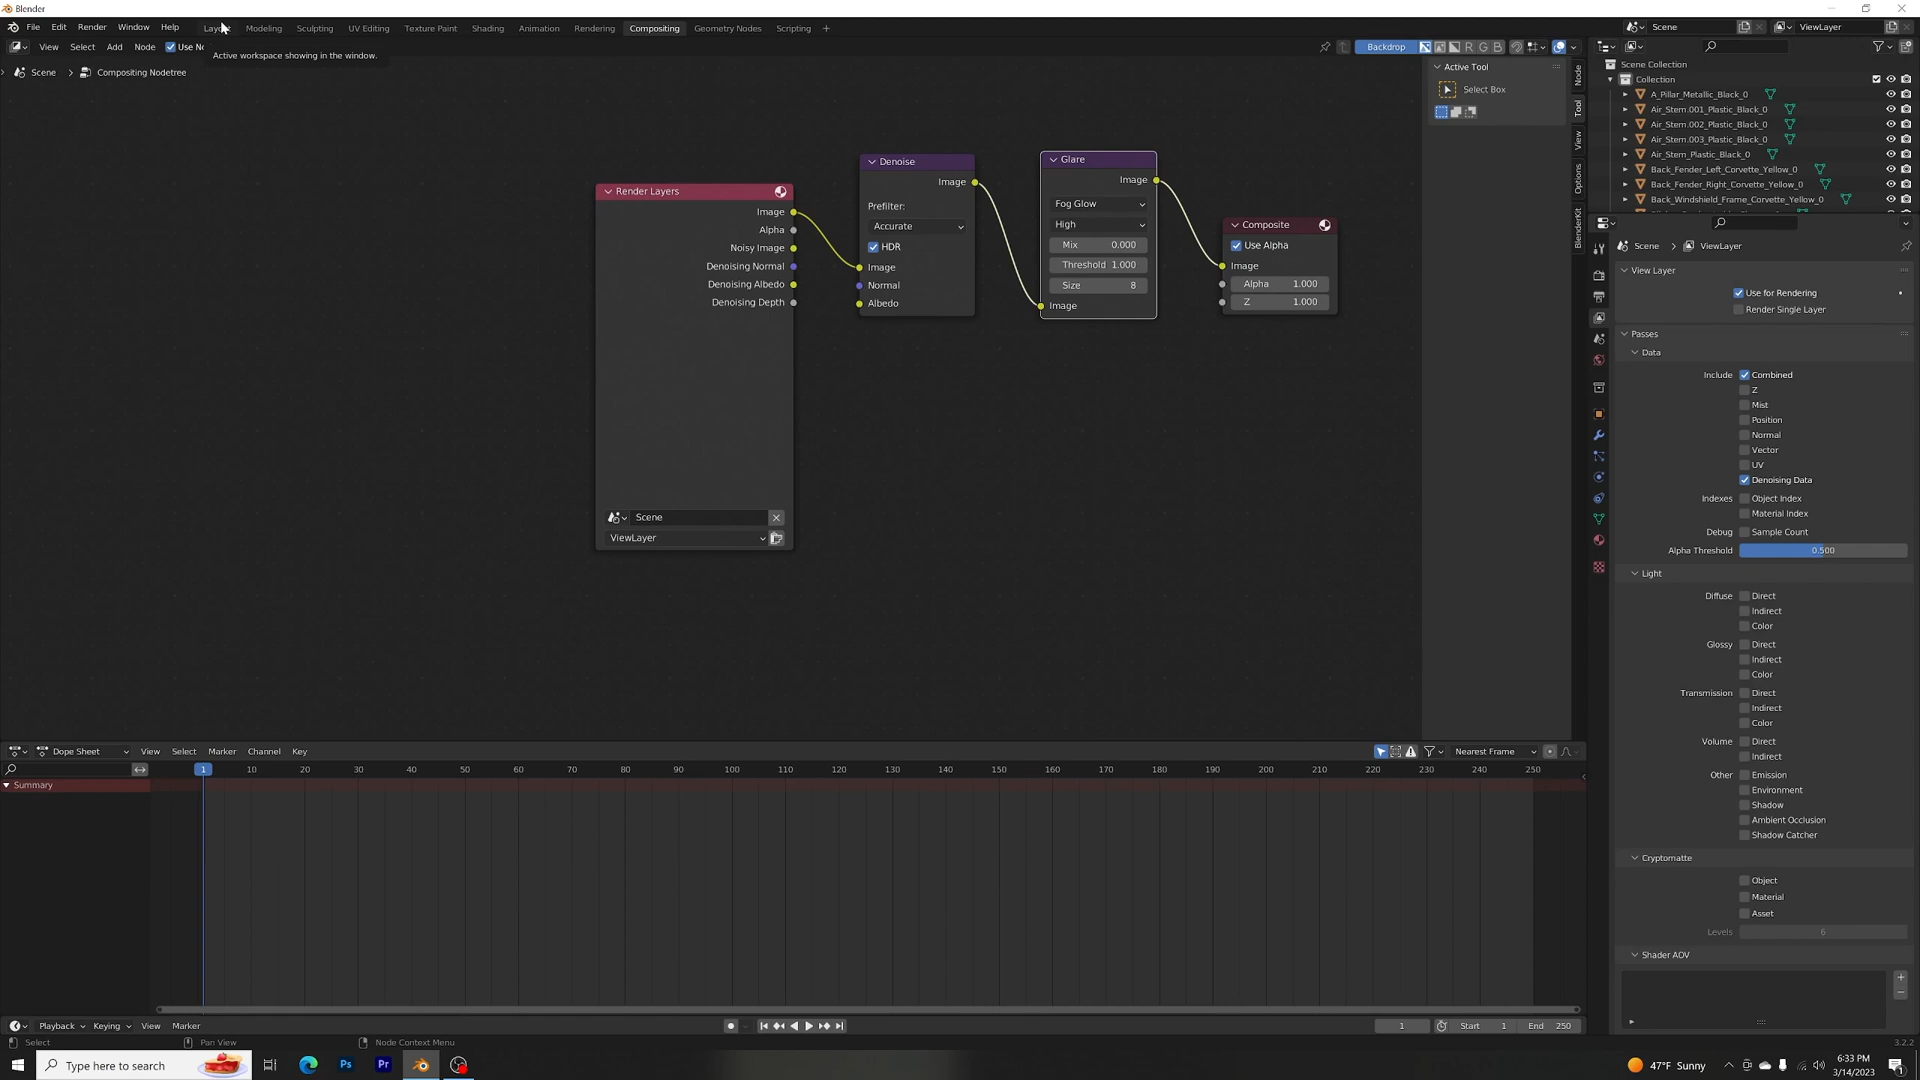 Blender
File Edit Render Window Help Modeling Sculpting UV Editing Texture Paint Shading Animation Rendering Compositing Geometry Nodes Scripting +
Scene ViewLayer
View Select Add Node
Active workspace showing in the window.
Backdrop R G B
Scene > Compositing Nodetree
Active Tool
Select Box
Node
Tool
View
Options
BlenderKit
Render Layers
Image
Alpha
Noisy Image
Denoising Normal
Denoising Albedo
Denoising Depth
Scene
ViewLayer
Denoise
Image
Prefilter:
Accurate
HDR
Image
Normal
Albedo
Glare
Image
Fog Glow
High
Mix 0.000
Threshold 1.000
Size 8
Image
Composite
Use Alpha
Image
Alpha 1.000
Z 1.000
Scene Collection
Collection
A_Pillar_Metallic_Black_0
Air_Stem.001_Plastic_Black_0
Air_Stem.002_Plastic_Black_0
Air_Stem.003_Plastic_Black_0
Air_Stem_Plastic_Black_0
Back_Fender_Left_Corvette_Yellow_0
Back_Fender_Right_Corvette_Yellow_0
Back_Windshield_Frame_Corvette_Yellow_0
Scene > ViewLayer
View Layer
Use for Rendering
Render Single Layer
Passes
Data
Include Combined
Z
Mist
Position
Normal
Vector
UV
Denoising Data
Indexes Object Index
Material Index
Debug Sample Count
Alpha Threshold 0.500
Light
Diffuse Direct
Indirect
Color
Glossy Direct
Indirect
Color
Transmission Direct
Indirect
Color
Volume Direct
Indirect
Other Emission
Environment
Shadow
Ambient Occlusion
Shadow Catcher
Cryptomatte
Object
Material
Asset
Levels 6
Shader AOV
Dope Sheet View Select Marker Channel Key Nearest Frame
1 10 20 30 40 50 60 70 80 90 100 110 120 130 140 150 160 170 180 190 200 210 220 230 240 250
Summary
Playback Keying View Marker 1 Start 1 End 250
Select Pan View Node Context Menu 3.2.2
Type here to search Ps Pr 47°F Sunny 6:33 PM
3/14/2023